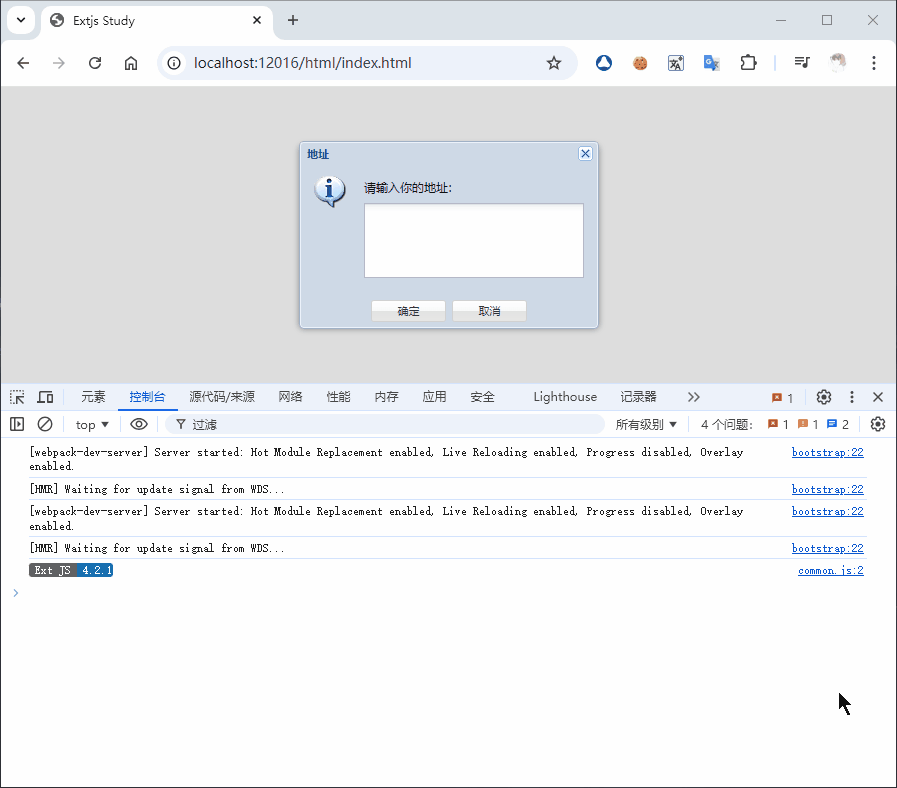 Extjs Study
localhost:12016/html/index.html
地址
请输入你的地址:
确定 取消
元素 控制台 源代码/来源 网络 性能 内存 应用 安全 Lighthouse 记录器 1
top 过滤 所有级别 4 个问题: 1 1 2
[webpack-dev-server] Server started: Hot Module Replacement enabled, Live Reloading enabled, Progress disabled, Overlay bootstrap:22
enabled.
[HMR] Waiting for update signal from WDS... bootstrap:22
[webpack-dev-server] Server started: Hot Module Replacement enabled, Live Reloading enabled, Progress disabled, Overlay bootstrap:22
enabled.
[HMR] Waiting for update signal from WDS... bootstrap:22
Ext JS 4.2.1 common.js:2